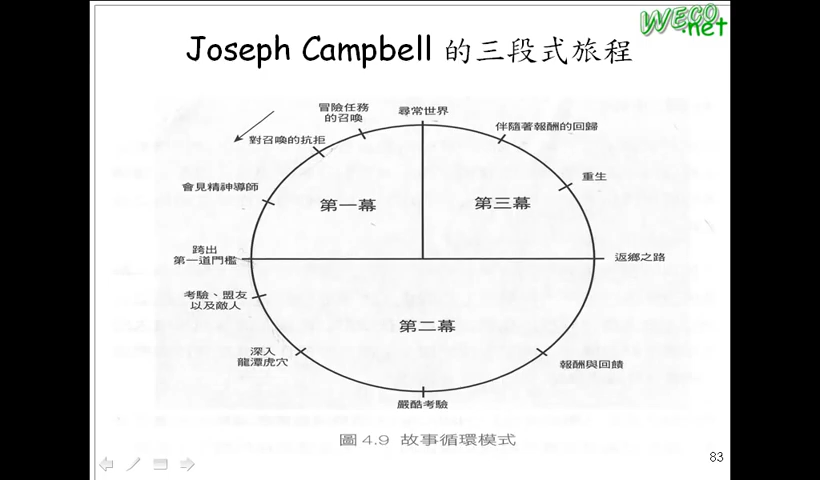 WECO
.net
Joseph Campbell 的三段式旅程
冒險任務
的召喚
尋常世界
伴隨著報酬的回歸
對召喚的抗拒
重生
會見精神導師
第一幕
第三幕
跨出
第一道門檻
返鄉之路
考驗、盟友
以及敵人
第二幕
深入
龍潭虎穴
報酬與回饋
嚴酷考驗
圖4.9 故事循環模式
83